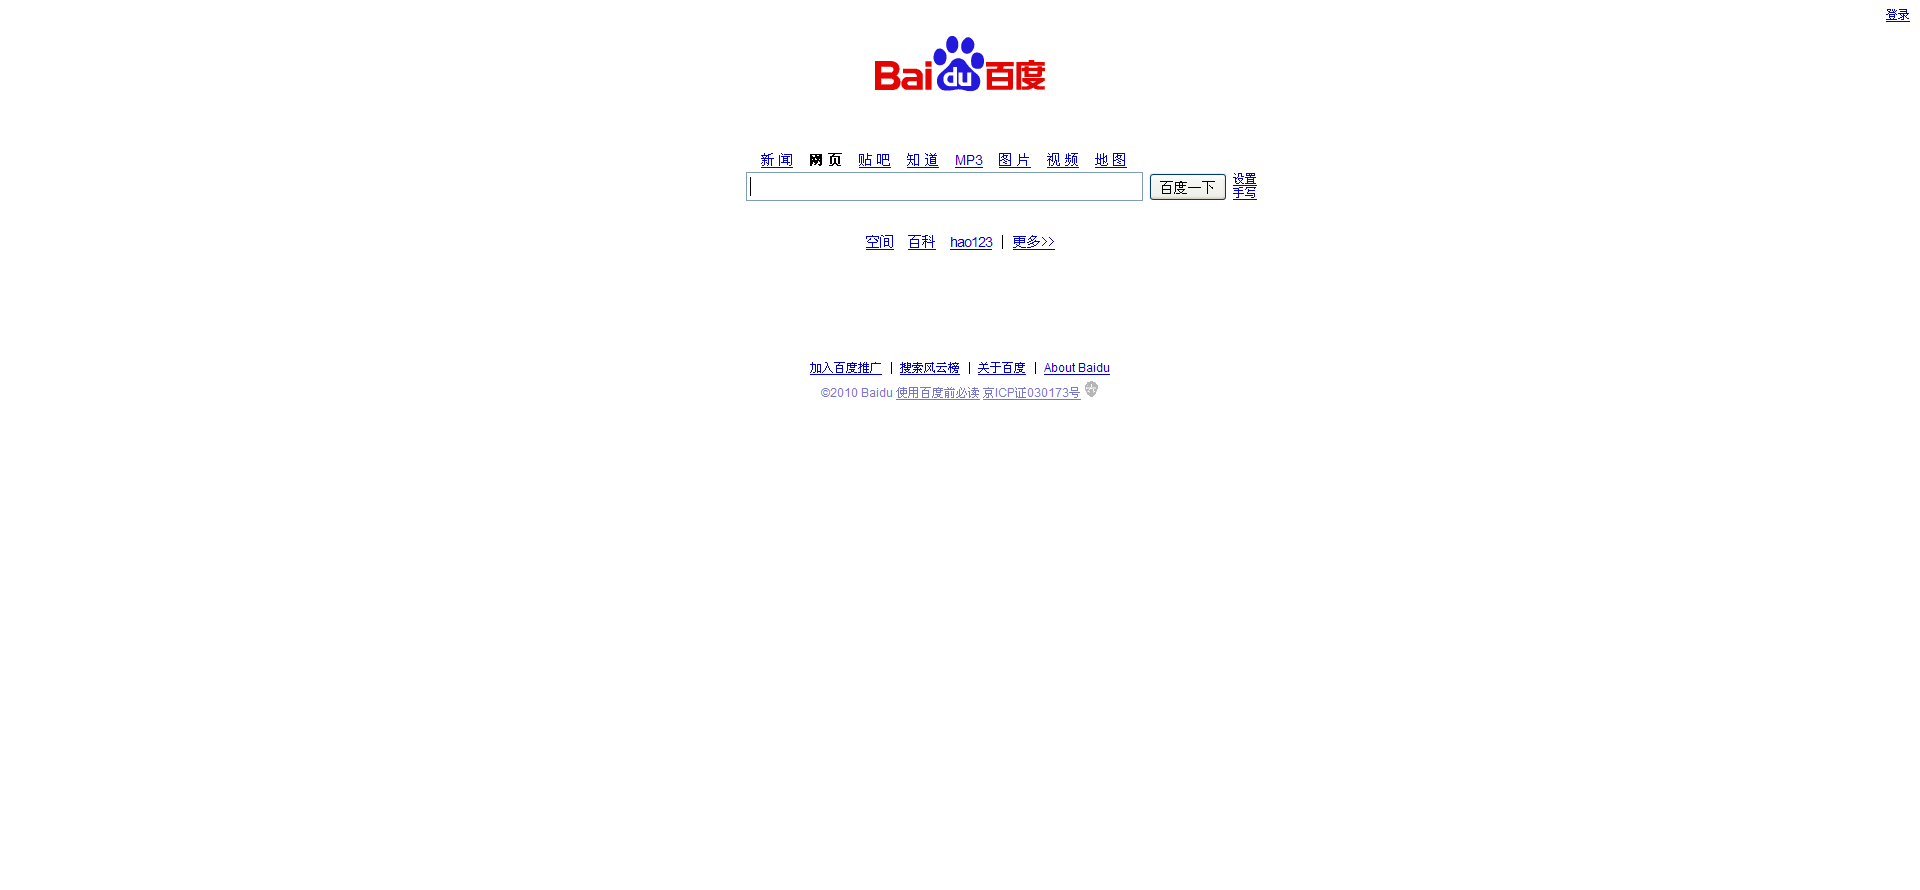 登录
Bai du 百度
新 闻 网 页 贴 吧 知 道 MP3 图 片 视 频 地 图
百度一下 设置
手写
空间 百科 hao123 | 更多>>
加入百度推广 | 搜索风云榜 | 关于百度 | About Baidu
©2010 Baidu 使用百度前必读 京ICP证030173号